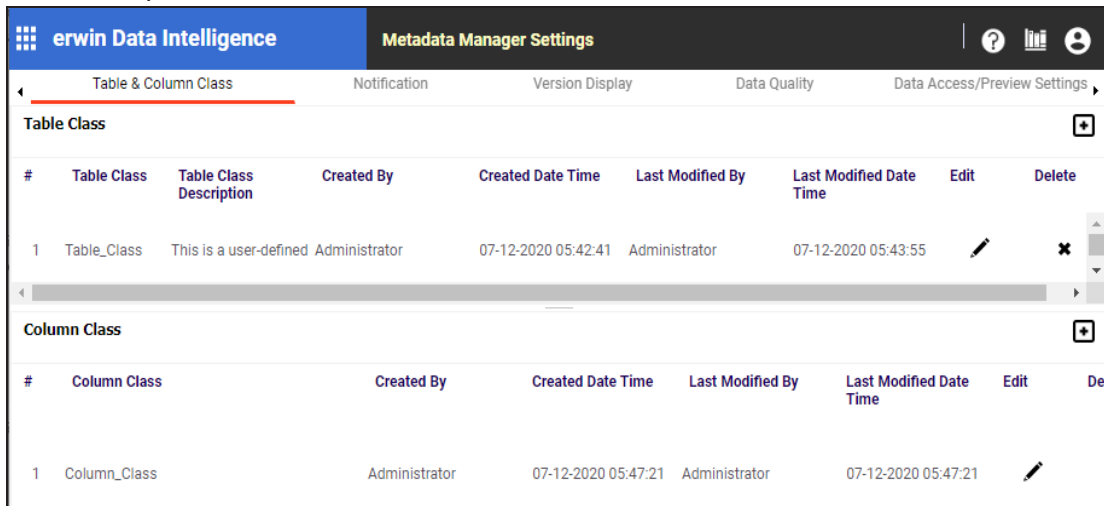 erwin Data Intelligence Metadata Manager Settings
Table & Column Class Notification Version Display Data Quality Data Access/Preview Settings
Table Class
# Table Class Table Class Description Created By Created Date Time Last Modified By Last Modified Date Time Edit Delete
1 Table_Class This is a user-defined Administrator 07-12-2020 05:42:41 Administrator 07-12-2020 05:43:55
Column Class
# Column Class Created By Created Date Time Last Modified By Last Modified Date Time Edit De
1 Column_Class Administrator 07-12-2020 05:47:21 Administrator 07-12-2020 05:47:21